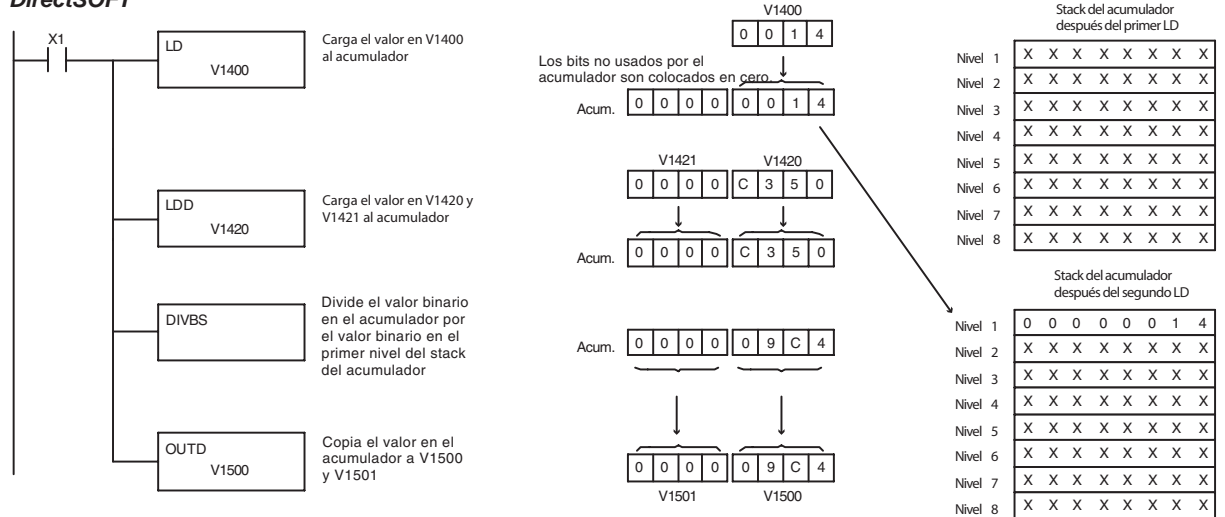 DirectSOFT
X1
LD
V1400
Carga el valor en V1400
al acumulador
LDD
V1420
Carga el valor en V1420 y
V1421 al acumulador
DIVBS
Divide el valor binario
en el acumulador por
el valor binario en el
primer nivel del stack
del acumulador
OUTD
V1500
Copia el valor en el
acumulador a V1500
y V1501
V1400
0 0 1 4
Los bits no usados por el
acumulador son colocados en cero.
Acum. 0 0 0 0 0 0 1 4
V1421 V1420
0 0 0 0 C 3 5 0
Acum. 0 0 0 0 C 3 5 0
Acum. 0 0 0 0 0 9 C 4
0 0 0 0 0 9 C 4
V1501 V1500
Stack del acumulador
después del primer LD
Nivel 1 X X X X X X X X
Nivel 2 X X X X X X X X
Nivel 3 X X X X X X X X
Nivel 4 X X X X X X X X
Nivel 5 X X X X X X X X
Nivel 6 X X X X X X X X
Nivel 7 X X X X X X X X
Nivel 8 X X X X X X X X
Stack del acumulador
después del segundo LD
Nivel 1 0 0 0 0 0 0 1 4
Nivel 2 X X X X X X X X
Nivel 3 X X X X X X X X
Nivel 4 X X X X X X X X
Nivel 5 X X X X X X X X
Nivel 6 X X X X X X X X
Nivel 7 X X X X X X X X
Nivel 8 X X X X X X X X